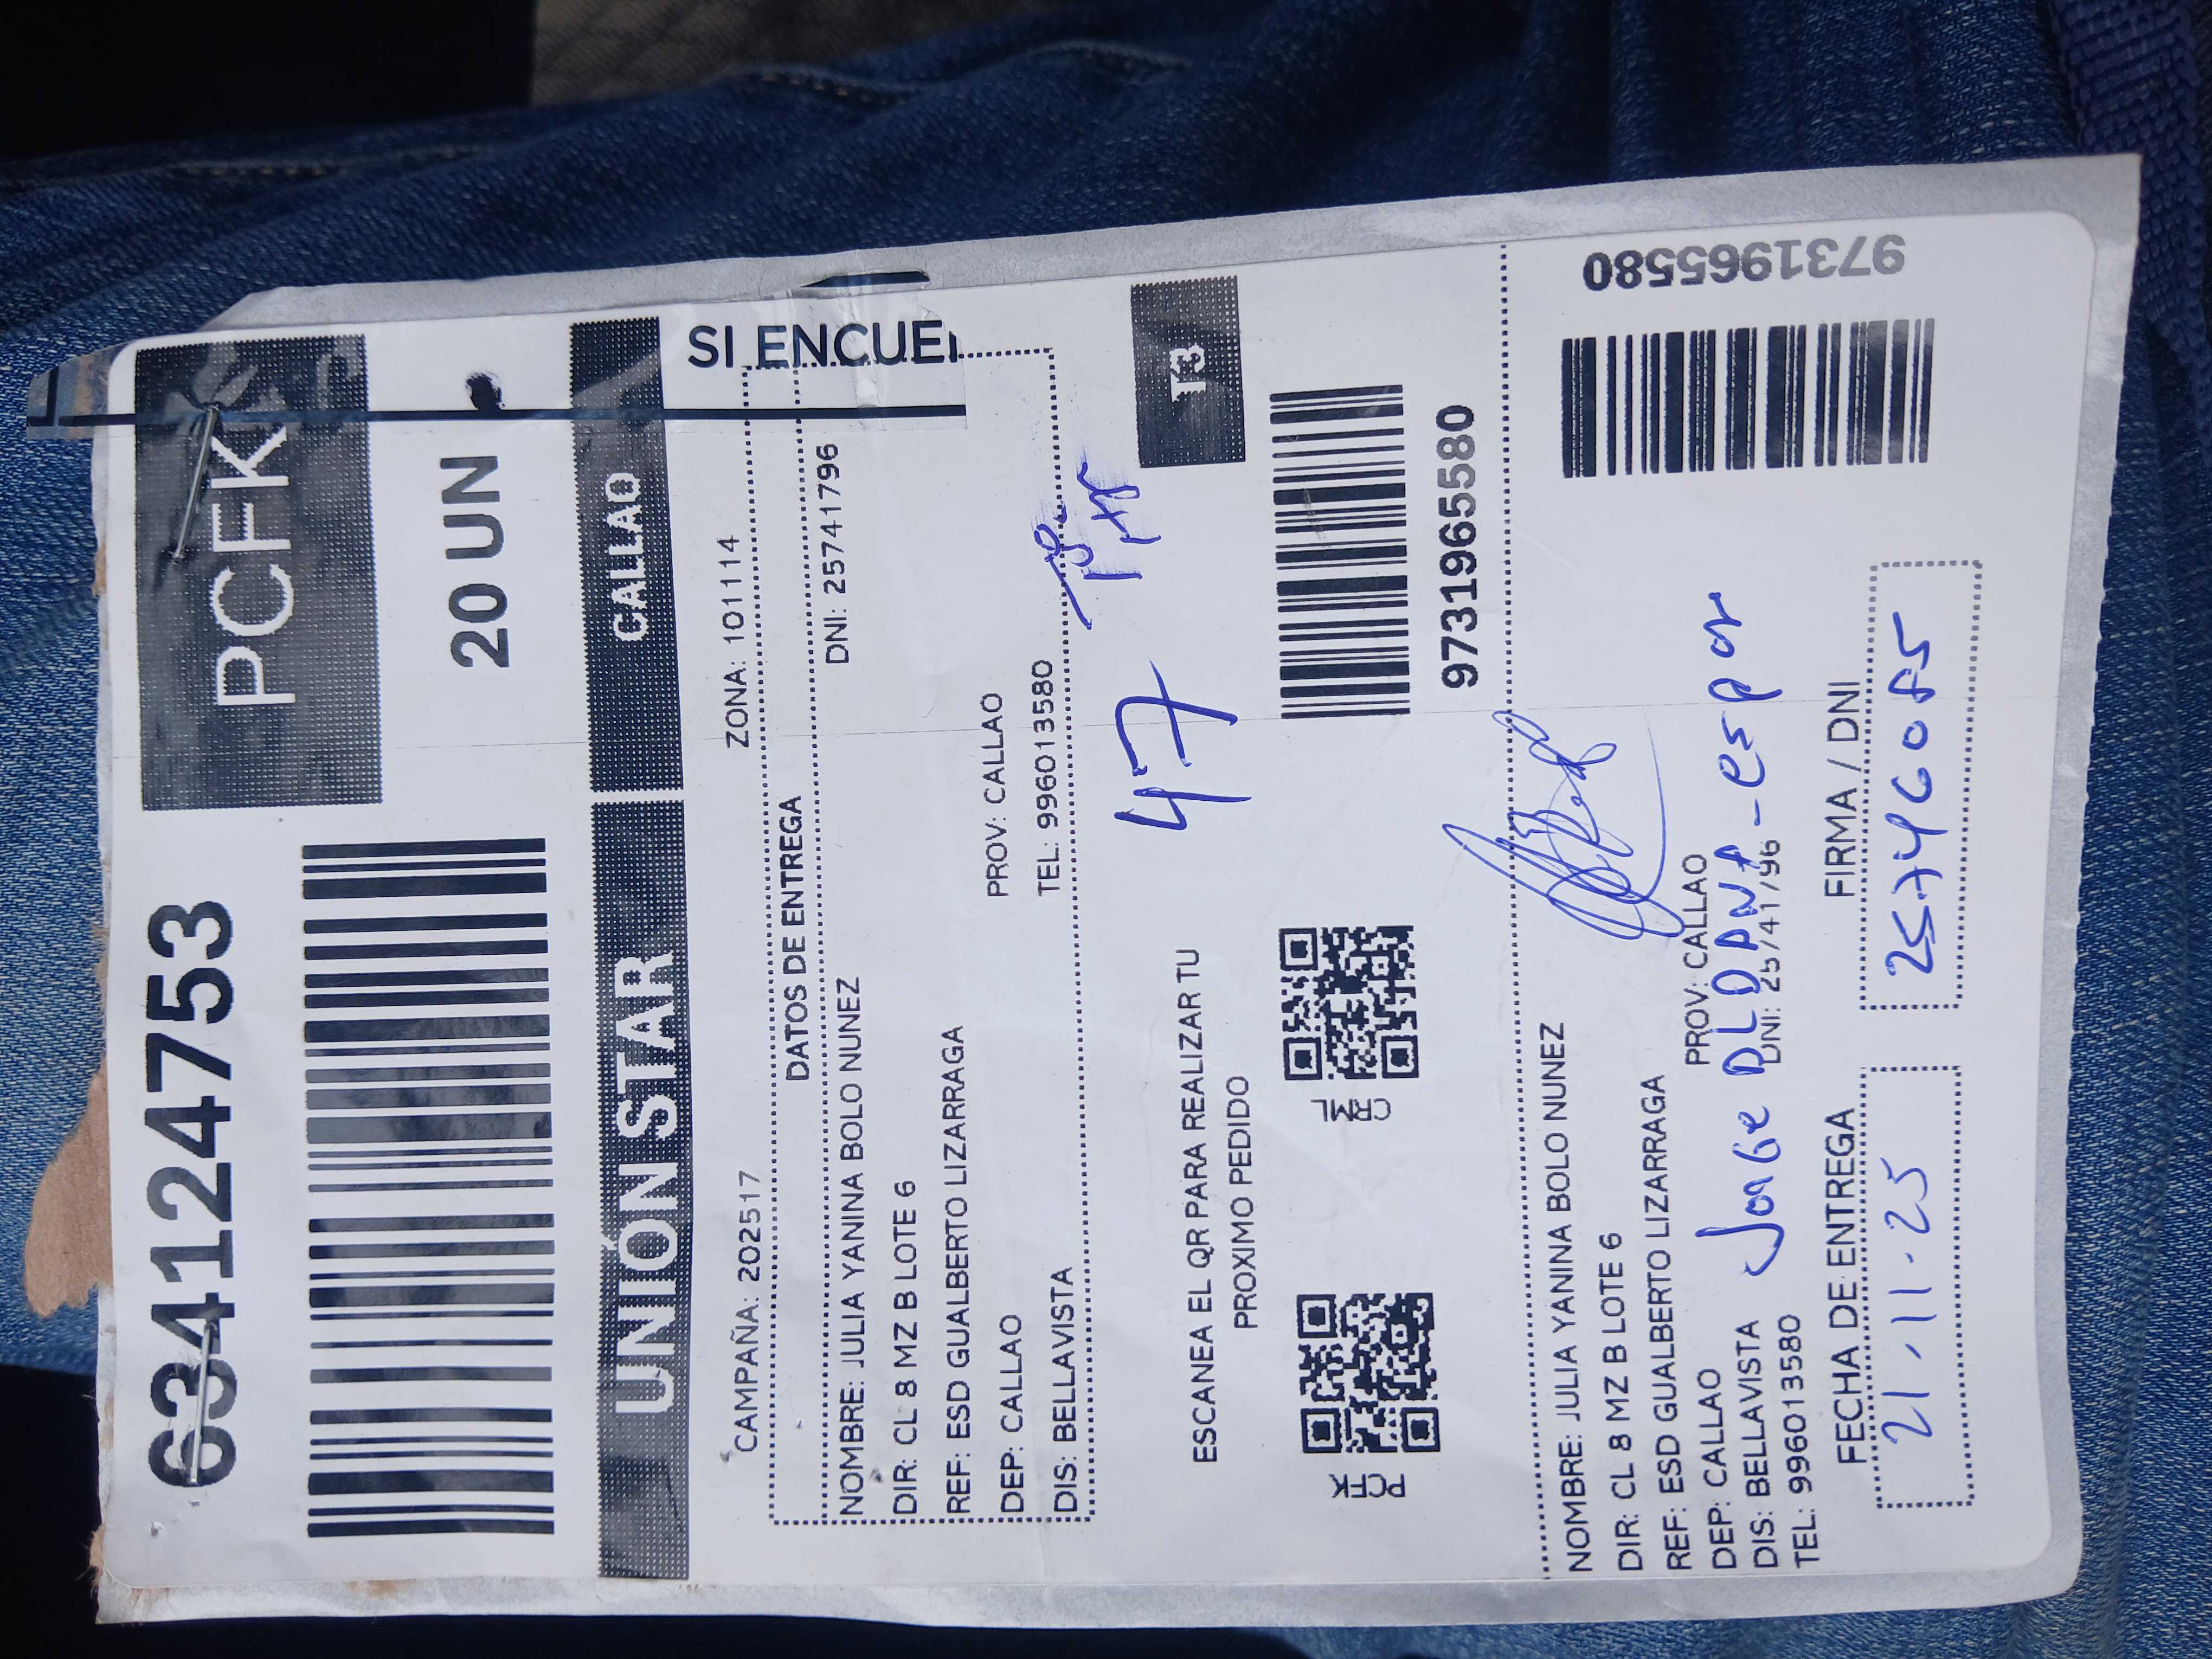 634124753
PCFK
20 UN
UNIÓN STAR
CALLAO
SI ENCUE
CAMPAÑA: 202517
ZONA: 101114
DATOS DE ENTREGA
NOMBRE: JULIA YANINA BOLO NUNEZ
DNI: 25741796
DIR: CL 8 MZ B LOTE 6
REF: ESD GUALBERTO LIZARRAGA
DEP: CALLAO PROV: CALLAO
DIS: BELLAVISTA TEL: 996013580
47
T3
ESCANEA EL QR PARA REALIZAR TU
PROXIMO PEDIDO
PCFK
CRML
9731965580
9731965580
NOMBRE: JULIA YANINA BOLO NUNEZ
DIR: CL 8 MZ B LOTE 6
REF: ESD GUALBERTO LIZARRAGA
DEP: CALLAO PROV: CALLAO
DIS: BELLAVISTA DNI: 25741796
Jorge
TEL: 996013580
FECHA DE ENTREGA FIRMA / DNI
21.11.25